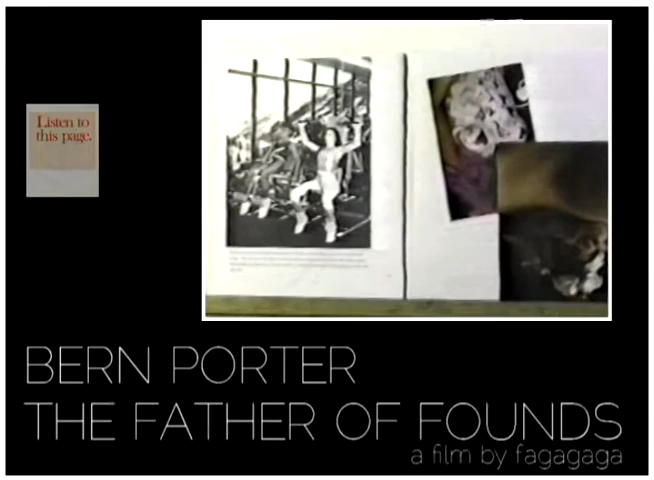 Listen to
this page.
BERN PORTER
THE FATHER OF FOUNDS
a film by fagagaga